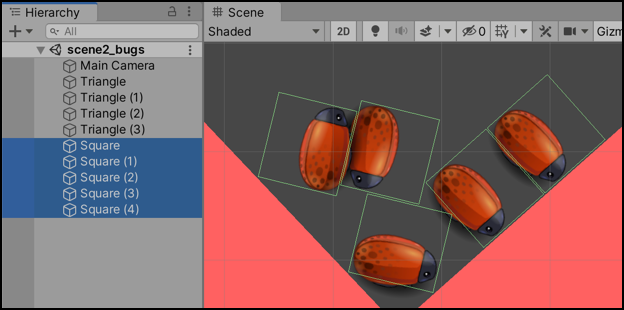 Hierarchy
All
scene2_bugs
Main Camera
Triangle
Triangle (1)
Triangle (2)
Triangle (3)
Square
Square (1)
Square (2)
Square (3)
Square (4)
Scene
Shaded 2D 0 Gizm